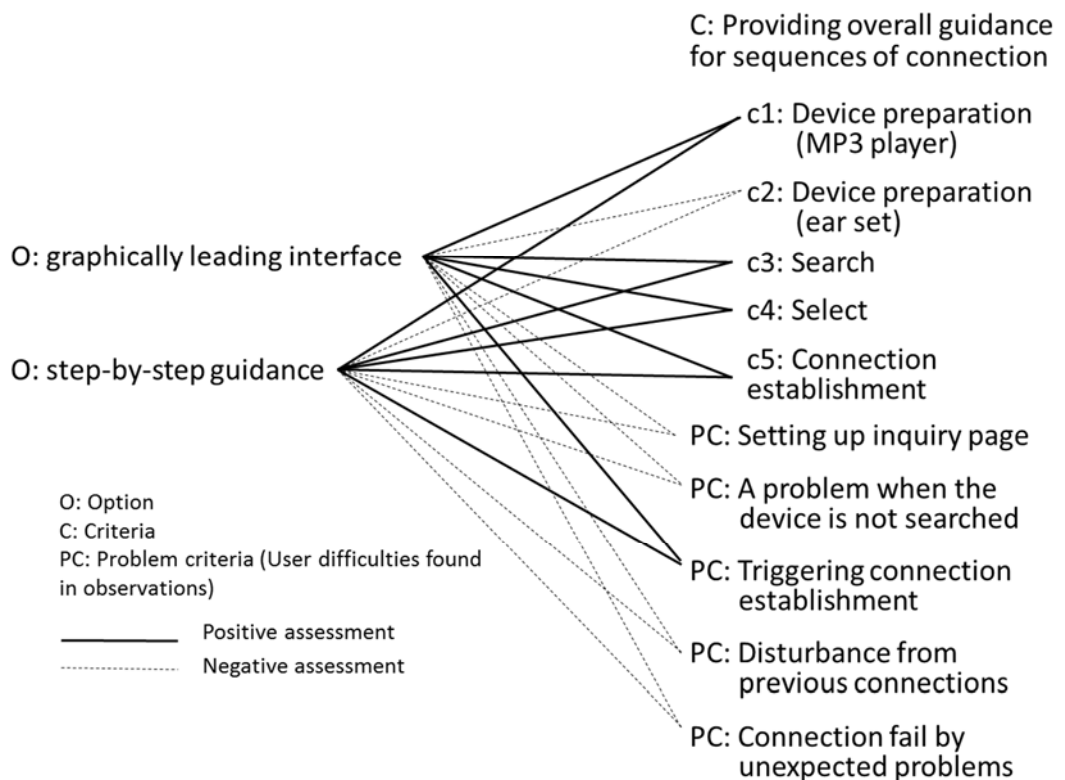 C: Providing overall guidance
for sequences of connection
c1: Device preparation
(MP3 player)
c2: Device preparation
(ear set)
O: graphically leading interface
c3: Search
c4: Select
O: step-by-step guidance
c5: Connection
establishment
PC: Setting up inquiry page
PC: A problem when the
device is not searched
PC: Triggering connection
establishment
PC: Disturbance from
previous connections
PC: Connection fail by
unexpected problems
O: Option
C: Criteria
PC: Problem criteria (User difficulties found
in observations)
Positive assessment
Negative assessment